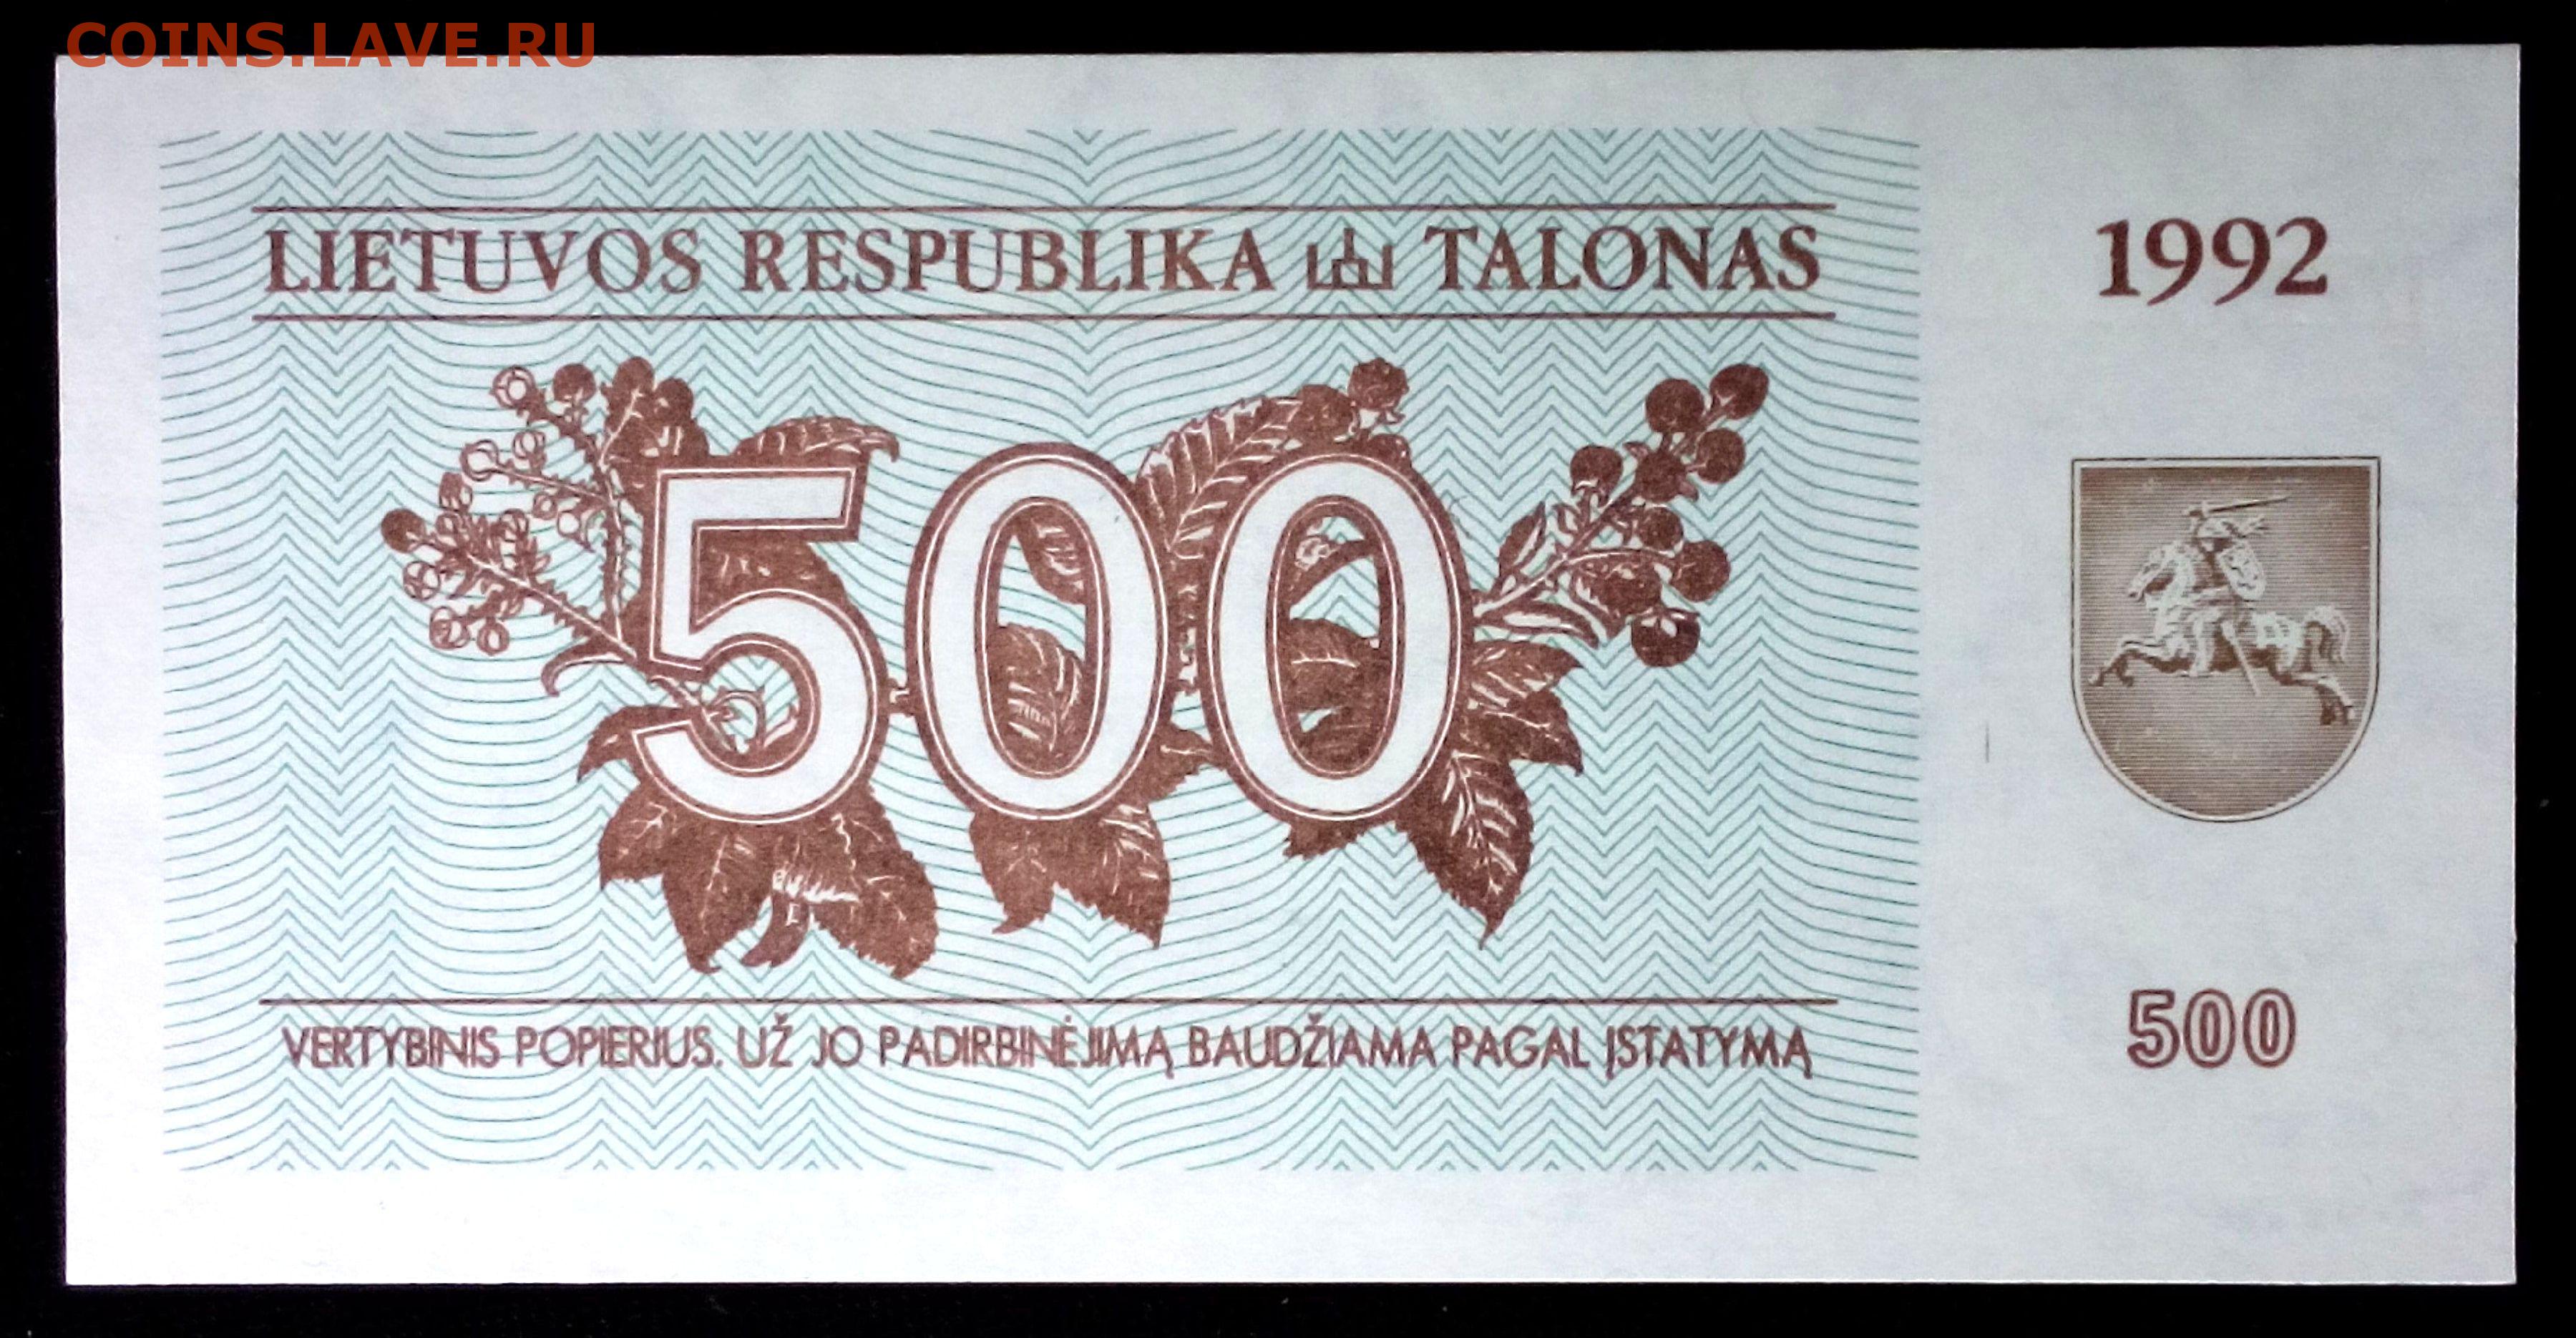 COINS.LAVE.RU
LIETUVOS RESPUBLIKA TALONAS
1992
500
500
VERTYBINIS POPIERIUS. UŽ JO PADIRBINĖJIMĄ BAUDŽIAMA PAGAL ĮSTATYMĄ